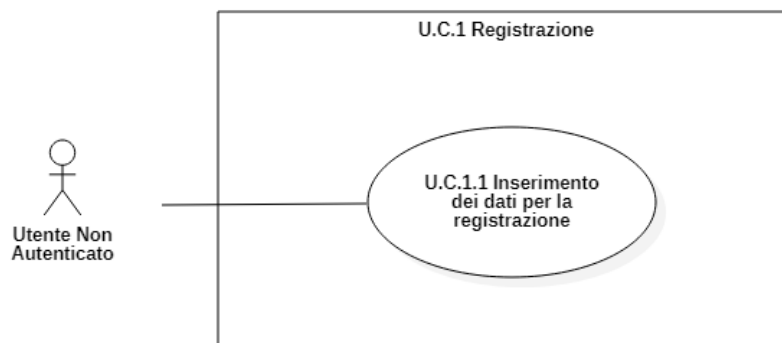 U.C.1 Registrazione
U.C.1.1 Inserimento
dei dati per la
registrazione
Utente Non
Autenticato